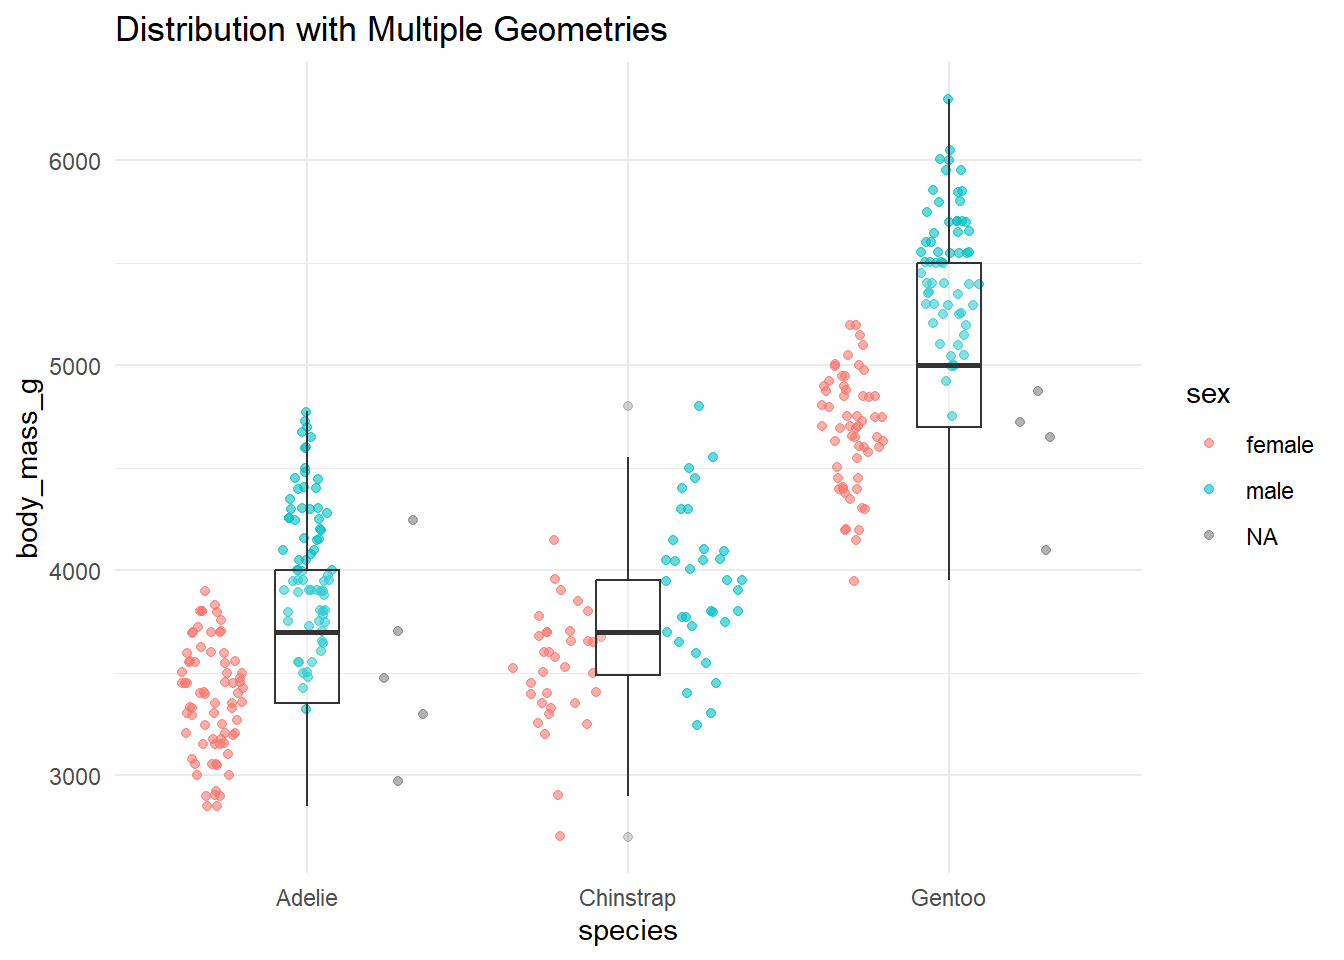 Distribution with Multiple Geometries
body_mass_g
6000
5000
4000
3000
Adelie
Chinstrap
Gentoo
species
sex
female
male
NA